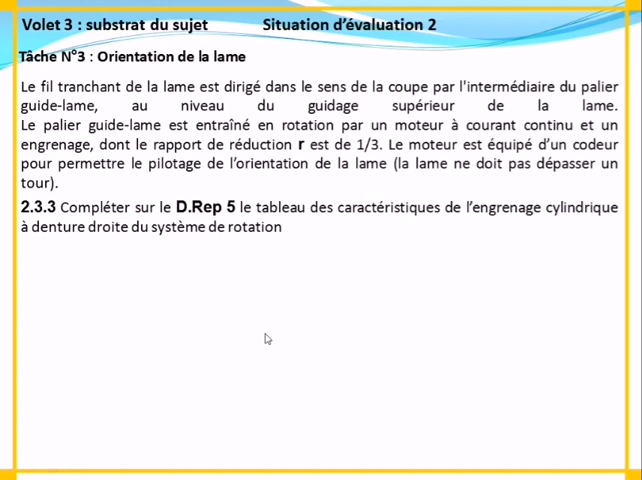 Volet 3 : substrat du sujet Situation d'évaluation 2
Tâche N°3 : Orientation de la lame
Le fil tranchant de la lame est dirigé dans le sens de la coupe par l'intermédiaire du palier
guide-lame, au niveau du guidage supérieur de la lame.
Le palier guide-lame est entraîné en rotation par un moteur à courant continu et un
engrenage, dont le rapport de réduction r est de 1/3. Le moteur est équipé d'un codeur
pour permettre le pilotage de l'orientation de la lame (la lame ne doit pas dépasser un
tour).
2.3.3 Compléter sur le D.Rep 5 le tableau des caractéristiques de l'engrenage cylindrique
à denture droite du système de rotation